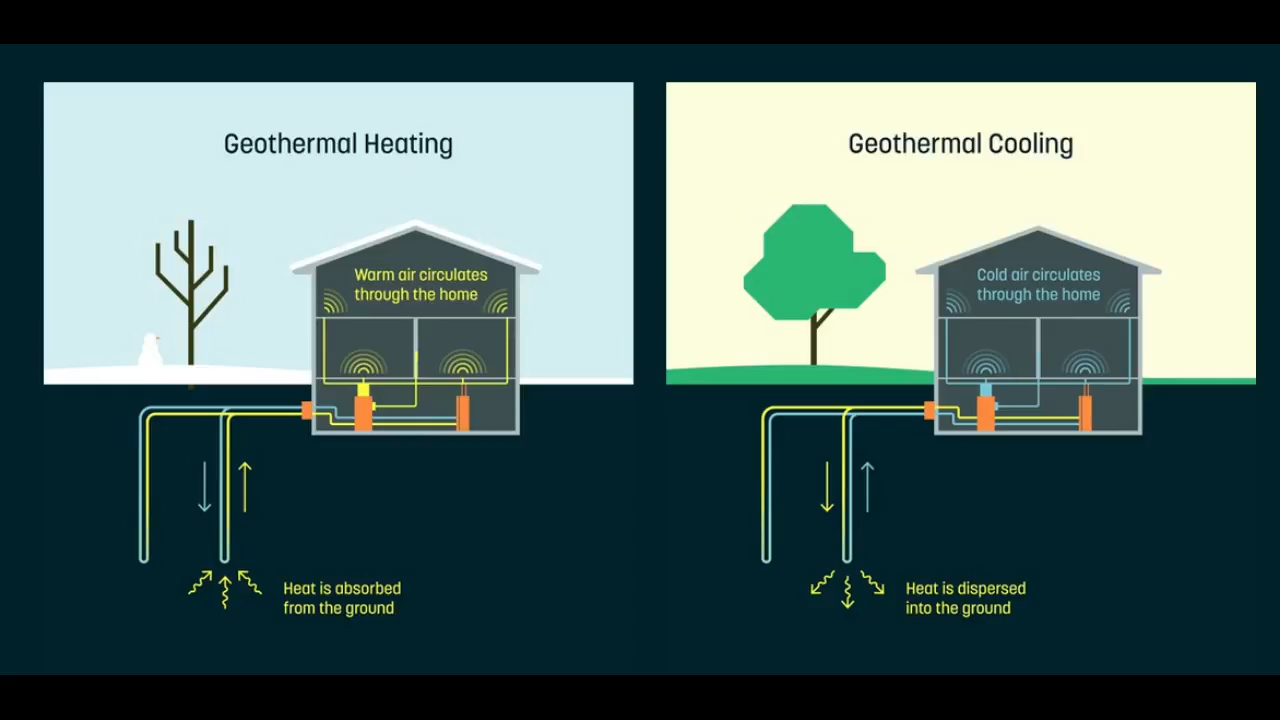 Geothermal Heating
Warm air circulates
through the home
Heat is absorbed
from the ground
Geothermal Cooling
Cold air circulates
through the home
Heat is dispersed
into the ground